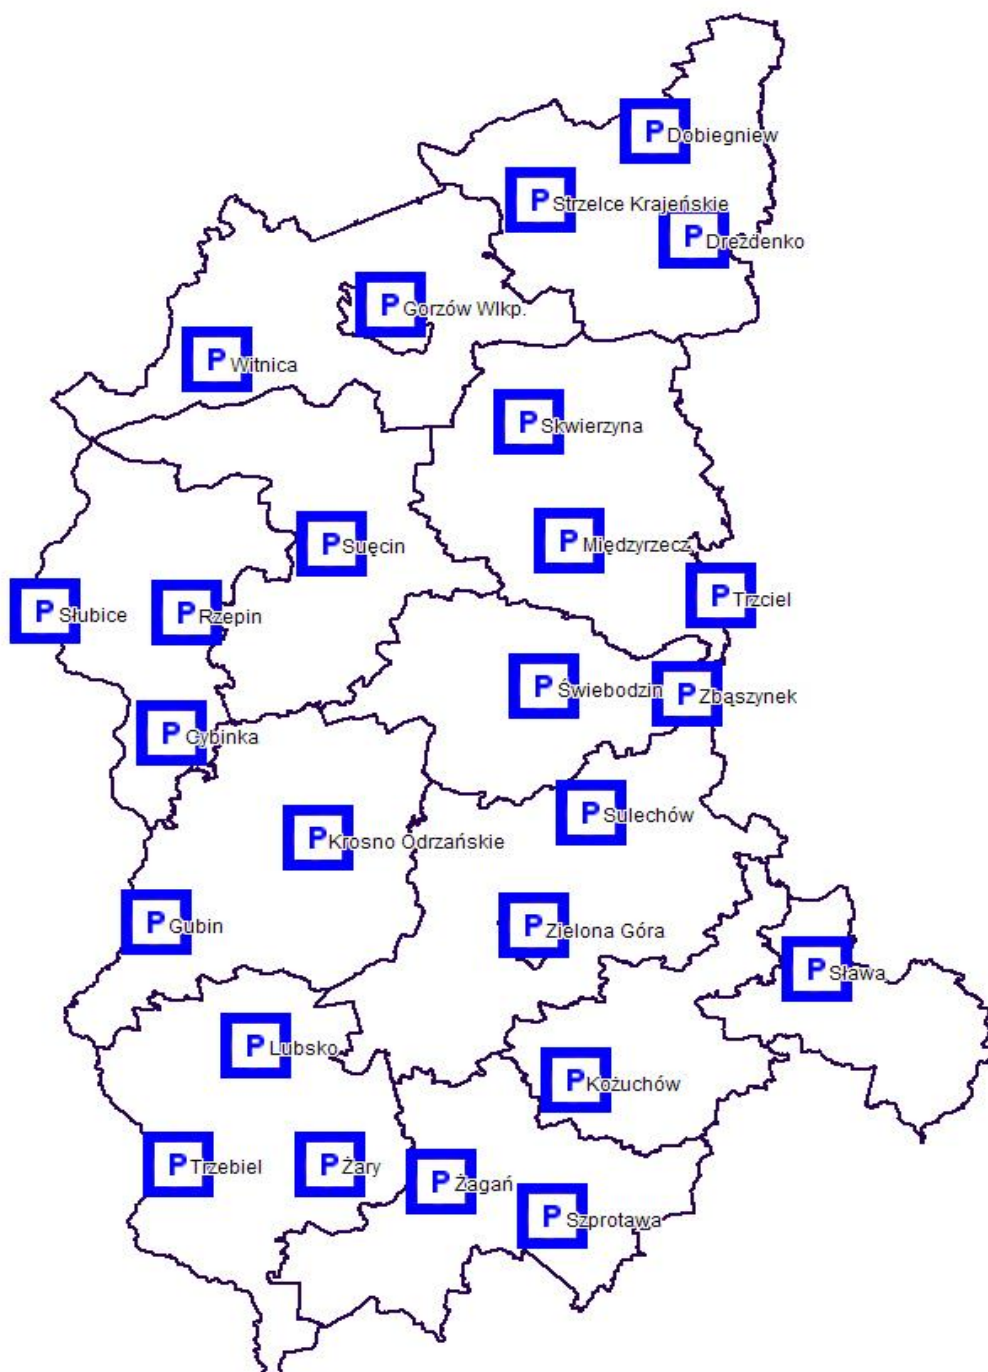 P Dobiegniew
P Strzelce Krajeńskie
P Drezdenko
P Gorzów Wlkp.
P Witnica
P Skwierzyna
P Suęcin
P Międzyrzecz
P Trzciel
P Słubice
P Rzepin
P Świebodzin
P Zbąszynek
P Cybinka
P Sulechów
P Krosno Odrzańskie
P Gubin
P Zielona Góra
P Sława
P Lubsko
P Kożuchów
P Trzebiel
P Żary
P Żagań
P Szprotawa